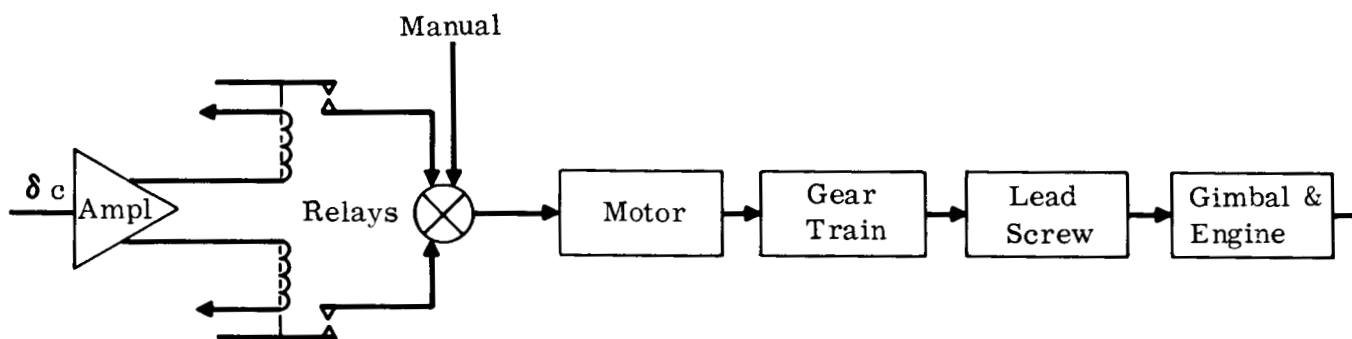 Manual
δ c
Ampl
Relays
Motor
Gear
Train
Lead
Screw
Gimbal &
Engine